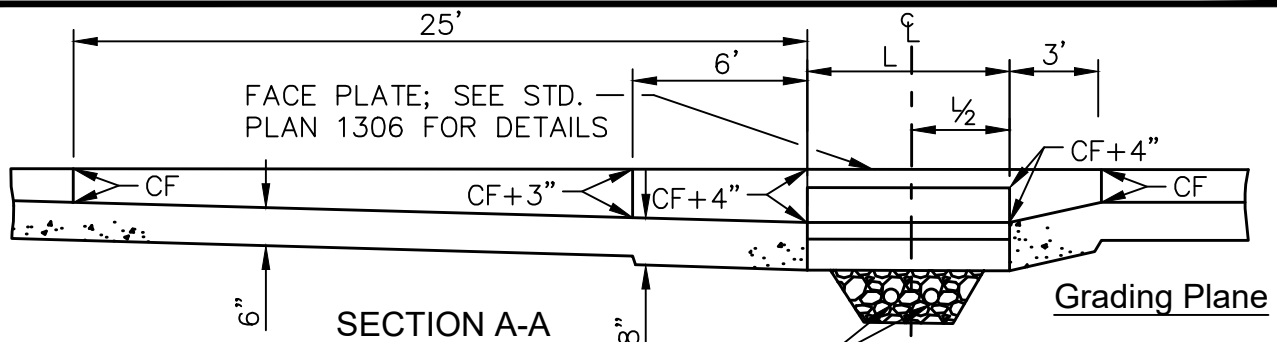 25'
℄
6'
L
3'
FACE PLATE; SEE STD.
PLAN 1306 FOR DETAILS
L/2
CF+4"
CF
CF+3"
CF+4"
CF
6"
SECTION A-A
8"
Grading Plane